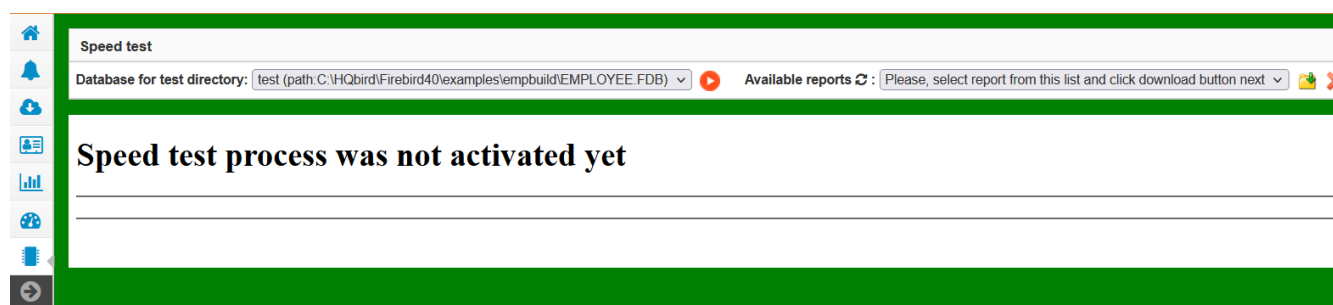 Speed test
Database for test directory: test (path:C:\HQbird\Firebird40\examples\empbuild\EMPLOYEE.FDB) Available reports : Please, select report from this list and click download button next
Speed test process was not activated yet